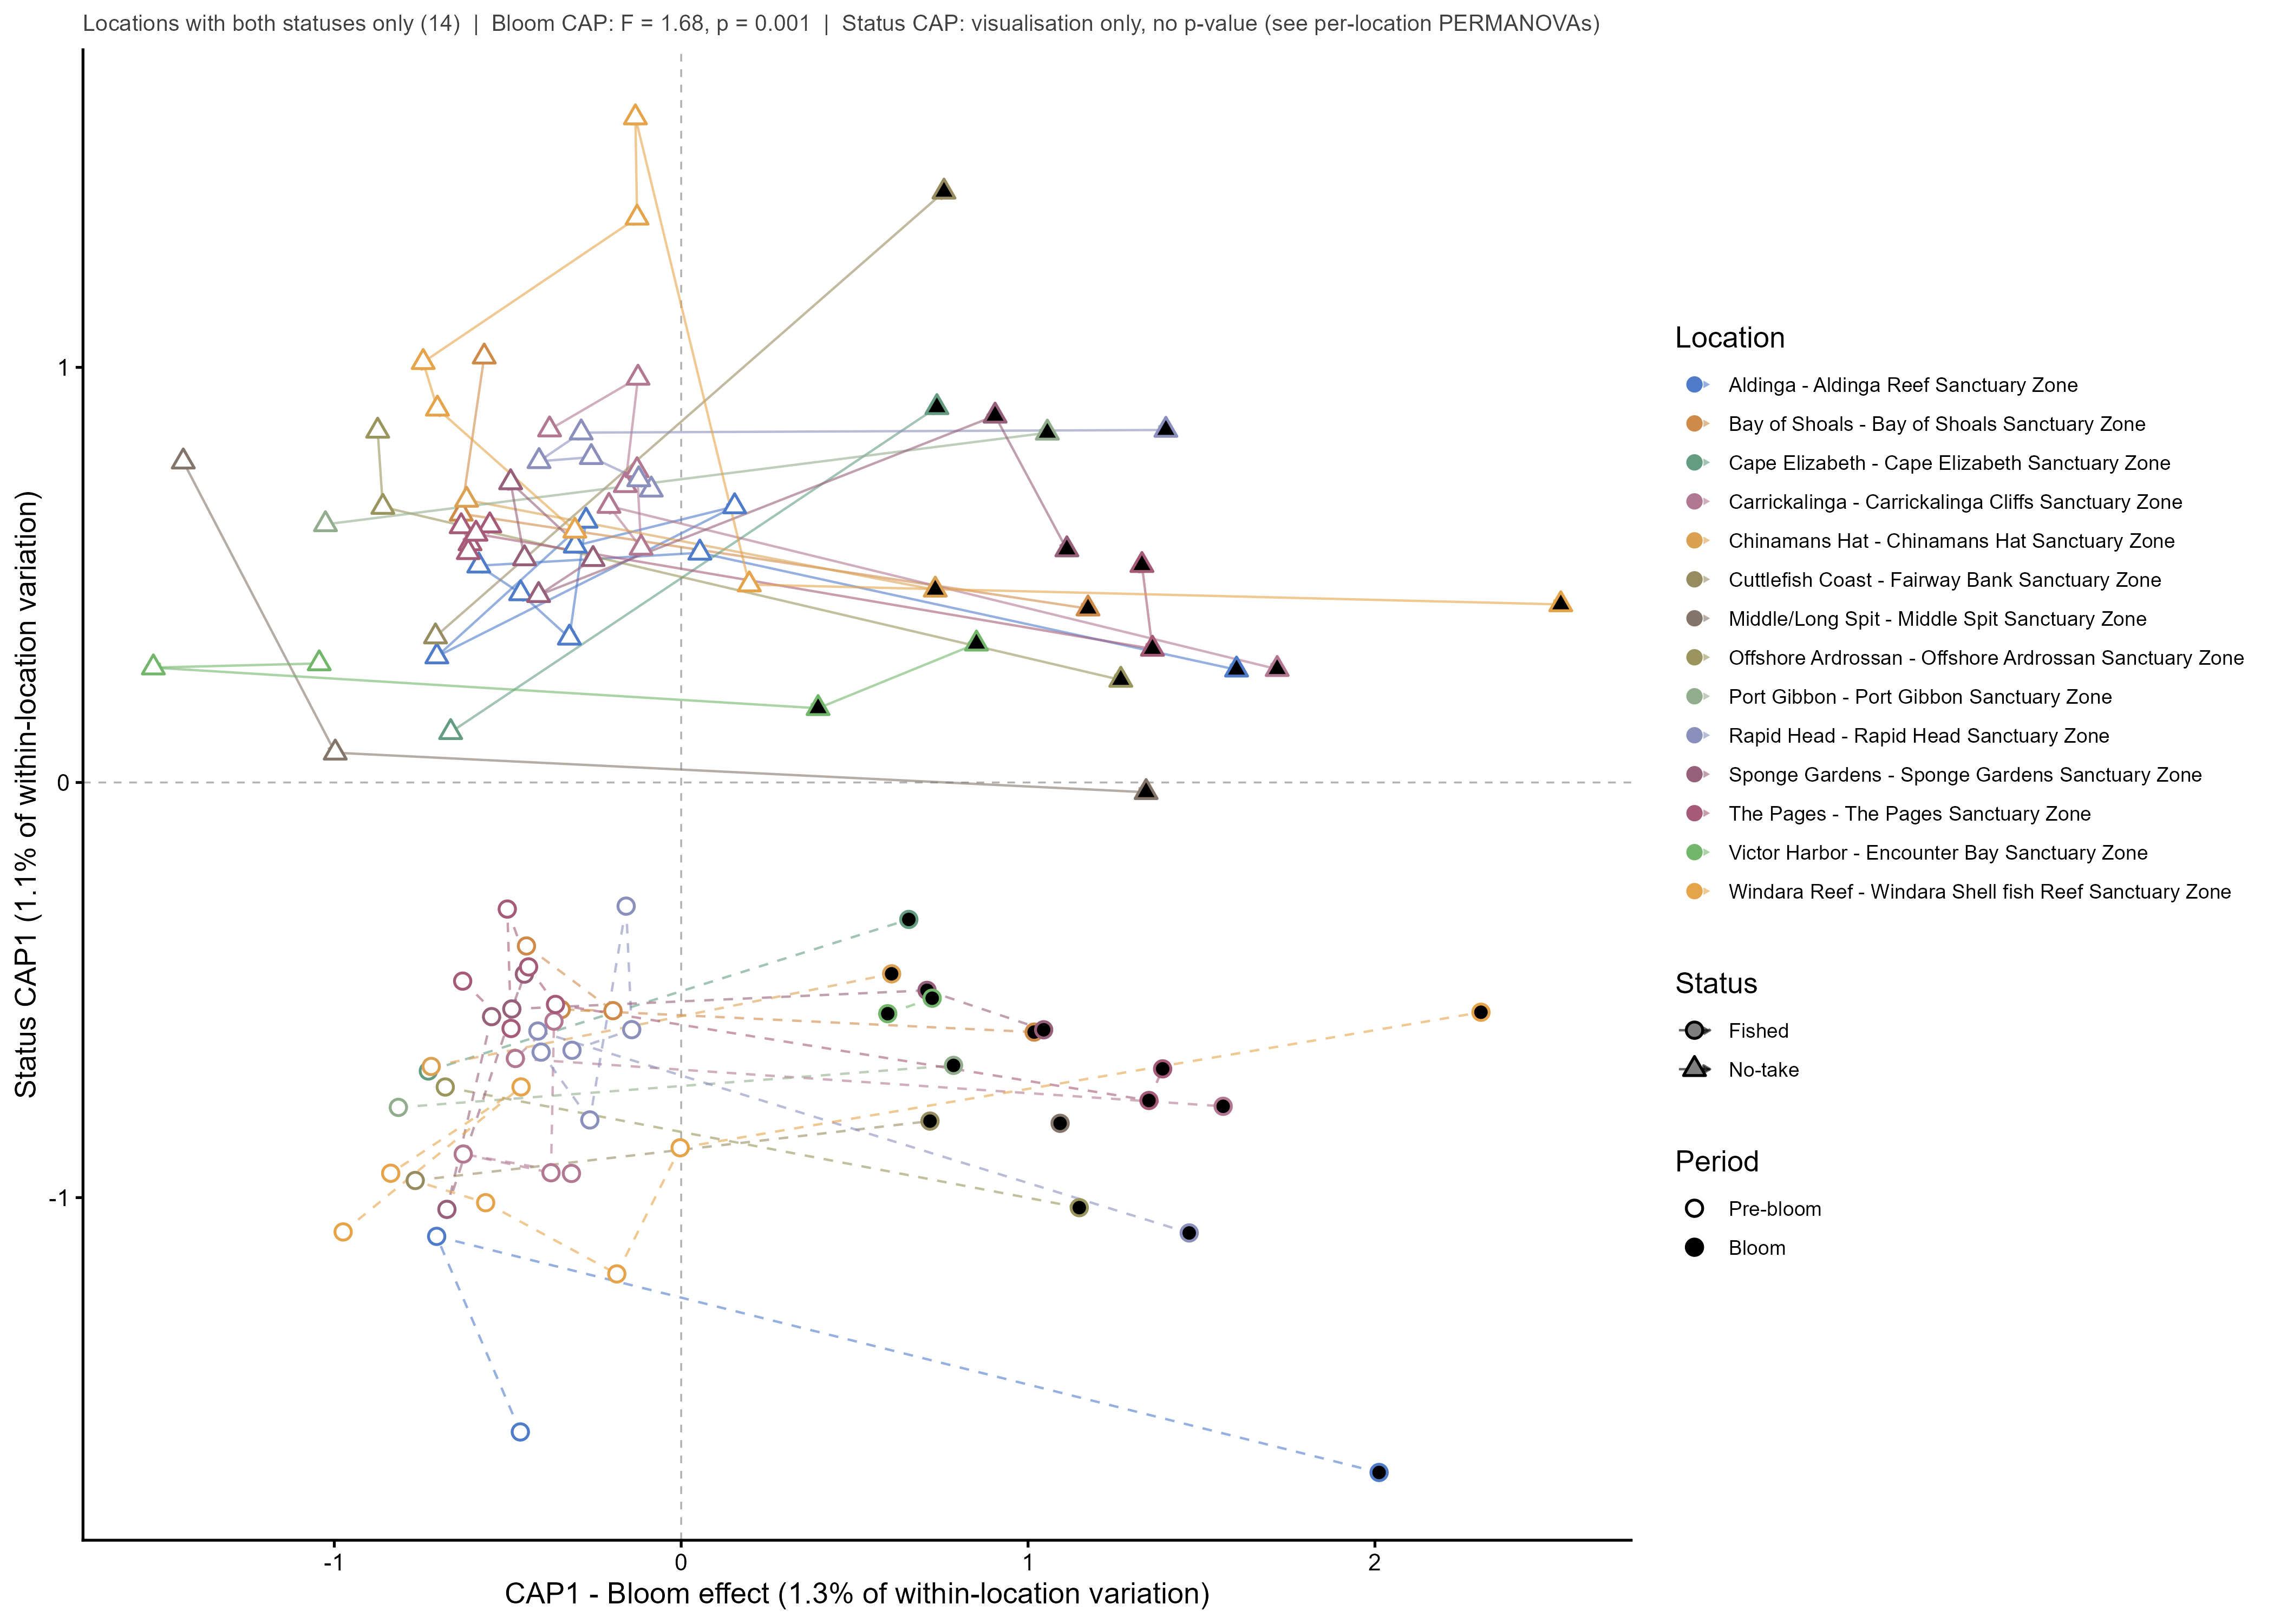 Locations with both statuses only (14)  |  Bloom CAP: F = 1.68, p = 0.001  |  Status CAP: visualisation only, no p-value (see per-location PERMANOVAs)
Status CAP1 (1.1% of within-location variation)
1
0
-1
-1
0
1
2
CAP1 - Bloom effect (1.3% of within-location variation)
Location
Aldinga - Aldinga Reef Sanctuary Zone
Bay of Shoals - Bay of Shoals Sanctuary Zone
Cape Elizabeth - Cape Elizabeth Sanctuary Zone
Carrickalinga - Carrickalinga Cliffs Sanctuary Zone
Chinamans Hat - Chinamans Hat Sanctuary Zone
Cuttlefish Coast - Fairway Bank Sanctuary Zone
Middle/Long Spit - Middle Spit Sanctuary Zone
Offshore Ardrossan - Offshore Ardrossan Sanctuary Zone
Port Gibbon - Port Gibbon Sanctuary Zone
Rapid Head - Rapid Head Sanctuary Zone
Sponge Gardens - Sponge Gardens Sanctuary Zone
The Pages - The Pages Sanctuary Zone
Victor Harbor - Encounter Bay Sanctuary Zone
Windara Reef - Windara Shell fish Reef Sanctuary Zone
Status
Fished
No-take
Period
Pre-bloom
Bloom